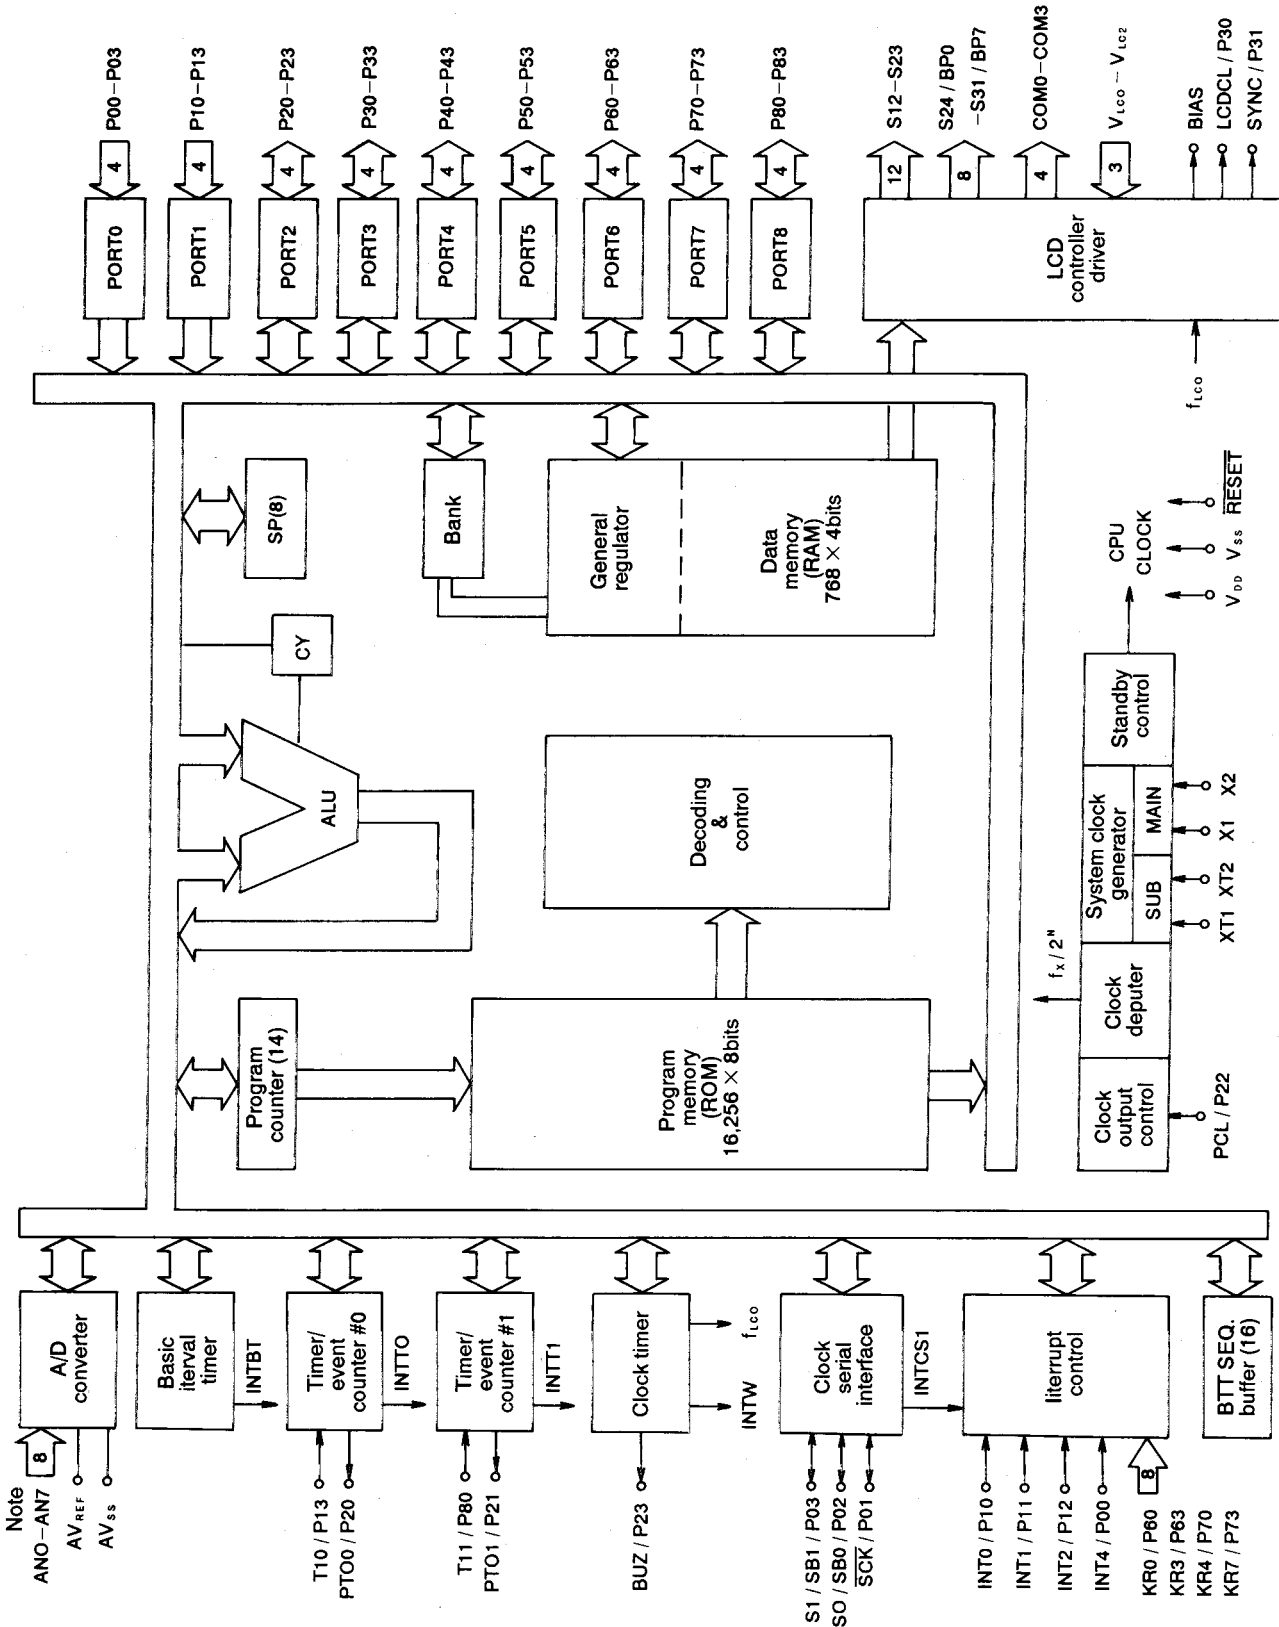 Note
ANO-AN7
AVREF
AVSS
8
A/D
converter
Basic
iterval
timer
INTBT
T10 / P13
PTO0 / P20
Timer/
event
counter #0
INTTO
T11 / P80
PTO1 / P21
Timer/
event
counter #1
INTT1
BUZ / P23
Clock timer
INTW
fLCO
S1 / SB1 / P03
SO / SB0 / P02
SCK / P01
Clock
serial
interface
INTCS1
INT0 / P10
INT1 / P11
INT2 / P12
INT4 / P00
KR0 / P60
KR3 / P63
KR4 / P70
KR7 / P73
8
Iiterrupt
control
BTT SEQ.
buffer (16)
Program
counter (14)
ALU
CY
SP(8)
Program
memory
(ROM)
16,256 × 8bits
Decoding
&
control
Bank
General
regulator
Data
memory
(RAM)
768 × 4bits
fX / 2N
Clock
output
control
Clock
deputer
System clock
generator
SUB
MAIN
Standby
control
PCL / P22
XT1
XT2
X1
X2
CPU
CLOCK
VDD
VSS
RESET
PORT0
4
P00-P03
PORT1
4
P10-P13
PORT2
4
P20-P23
PORT3
4
P30-P33
PORT4
4
P40-P43
PORT5
4
P50-P53
PORT6
4
P60-P63
PORT7
4
P70-P73
PORT8
4
P80-P83
LCD
controller
driver
fLCO
12
S12-S23
8
S24 / BP0
-S31 / BP7
4
COM0-COM3
3
VLCO-VLC2
BIAS
LCDCL / P30
SYNC / P31